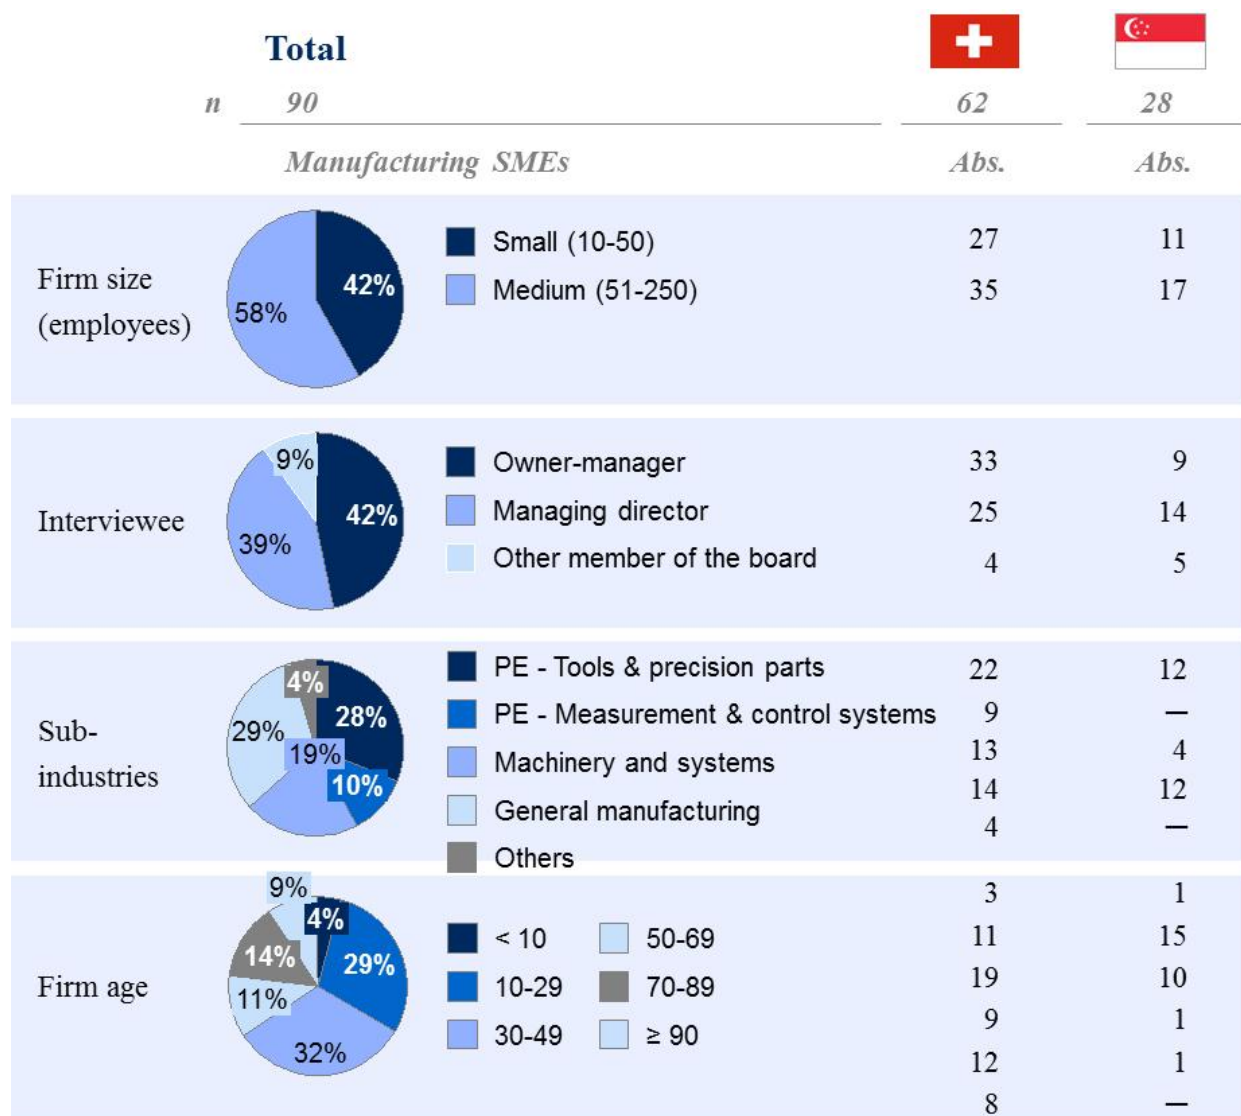 Total
n 90 62 28
Manufacturing SMEs Abs. Abs.
Firm size
(employees)
42%
58%
Small (10-50) 27 11
Medium (51-250) 35 17
Interviewee
9%
42%
39%
Owner-manager 33 9
Managing director 25 14
Other member of the board 4 5
Sub-
industries
4%
28%
29%
19%
10%
PE - Tools & precision parts 22 12
PE - Measurement & control systems 9 —
Machinery and systems 13 4
General manufacturing 14 12
Others 4 —
Firm age
9%
4%
14%
29%
11%
32%
< 10 50-69
10-29 70-89
30-49 ≥ 90
3 1
11 15
19 10
9 1
12 1
8 —